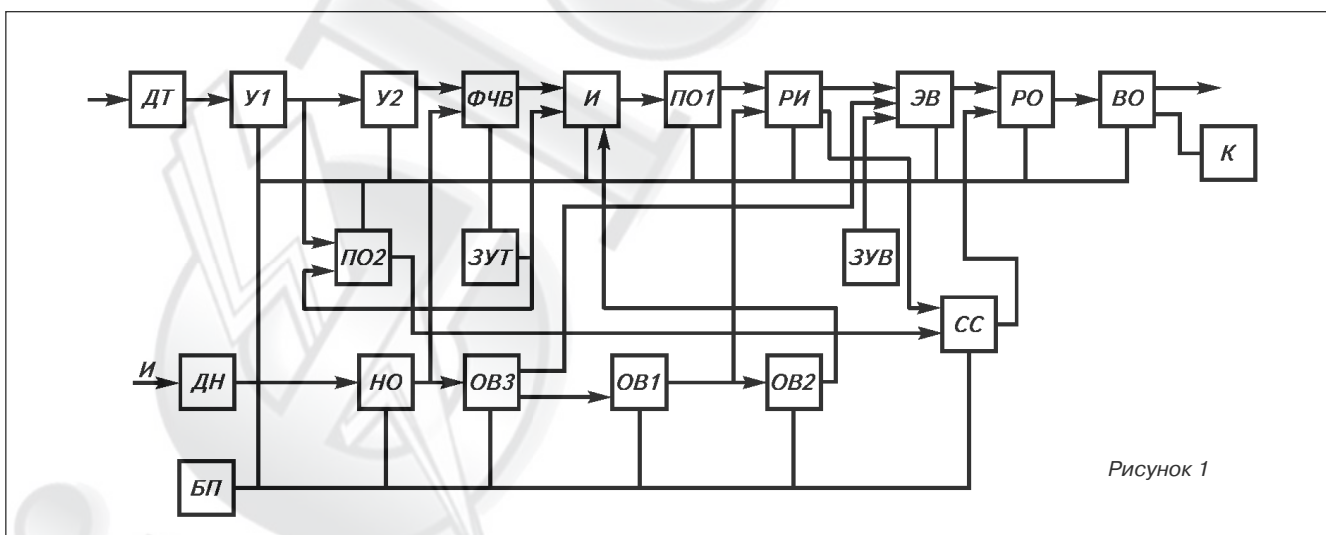 ДТ У1 У2 ФЧВ И ПО1 РИ ЭВ РО ВО
К
ПО2 ЗУТ ЗУВ
СС
И
ДН НО ОВ3 ОВ1 ОВ2
БП
Рисунок 1